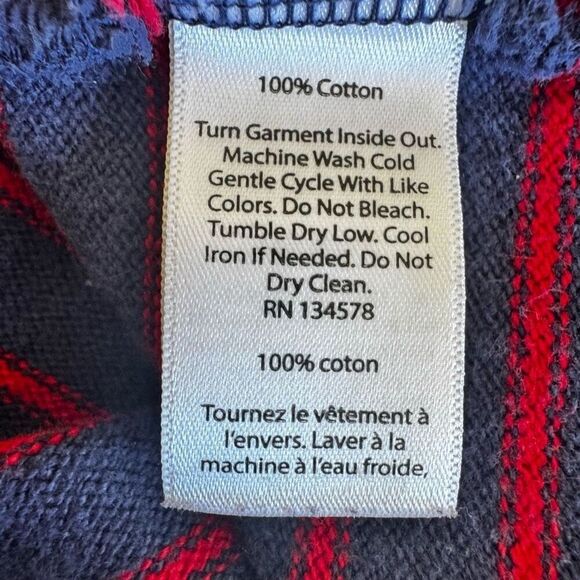 100% Cotton
Turn Garment Inside Out.
Machine Wash Cold
Gentle Cycle With Like
Colors. Do Not Bleach.
Tumble Dry Low. Cool
Iron If Needed. Do Not
Dry Clean.
RN 134578
100% coton
Tournez le vêtement à
l'envers. Laver à la
machine à l'eau froide,